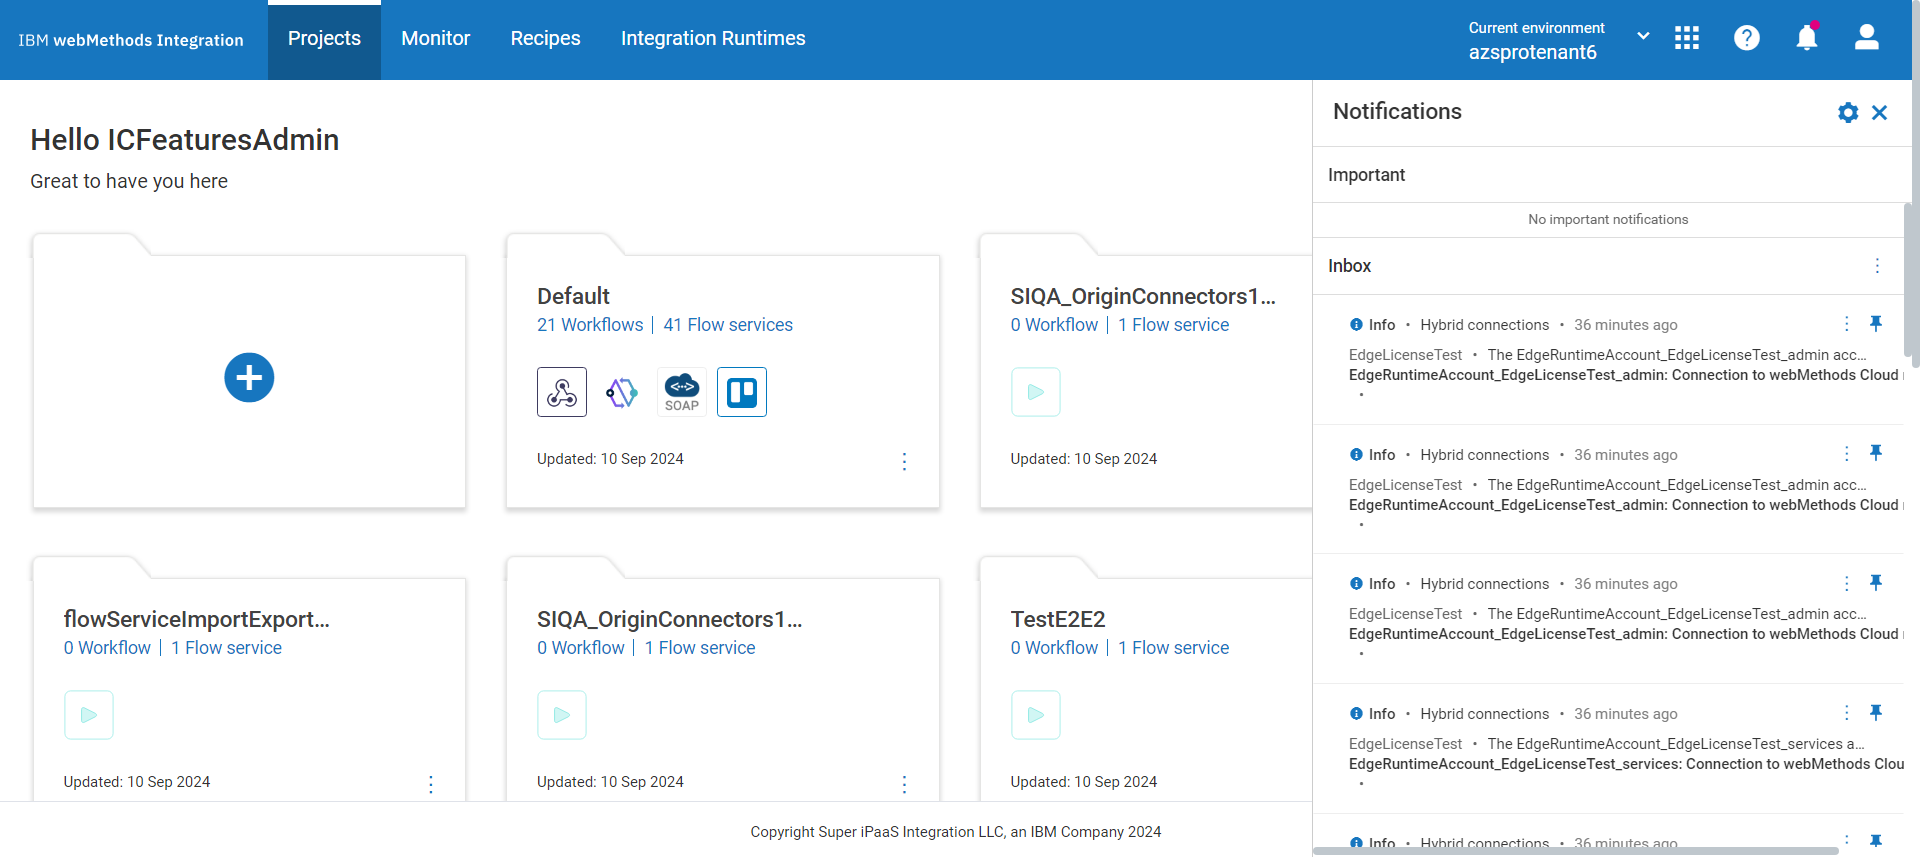 IBM webMethods Integration
Projects
Monitor
Recipes
Integration Runtimes
Current environment
azsprotenant6
Hello ICFeaturesAdmin
Great to have you here
Default
21 Workflows | 41 Flow services
SOAP
Updated: 10 Sep 2024
SIQA_OriginConnectors1...
0 Workflow | 1 Flow service
Updated: 10 Sep 2024
flowServiceImportExport...
0 Workflow | 1 Flow service
Updated: 10 Sep 2024
SIQA_OriginConnectors1...
0 Workflow | 1 Flow service
Updated: 10 Sep 2024
TestE2E2
0 Workflow | 1 Flow service
Updated: 10 Sep 2024
Notifications
Important
No important notifications
Inbox
Info • Hybrid connections • 36 minutes ago
EdgeLicenseTest • The EdgeRuntimeAccount_EdgeLicenseTest_admin acc...
EdgeRuntimeAccount_EdgeLicenseTest_admin: Connection to webMethods Cloud
Info • Hybrid connections • 36 minutes ago
EdgeLicenseTest • The EdgeRuntimeAccount_EdgeLicenseTest_admin acc...
EdgeRuntimeAccount_EdgeLicenseTest_admin: Connection to webMethods Cloud
Info • Hybrid connections • 36 minutes ago
EdgeLicenseTest • The EdgeRuntimeAccount_EdgeLicenseTest_admin acc...
EdgeRuntimeAccount_EdgeLicenseTest_admin: Connection to webMethods Cloud
Info • Hybrid connections • 36 minutes ago
EdgeLicenseTest • The EdgeRuntimeAccount_EdgeLicenseTest_services a...
EdgeRuntimeAccount_EdgeLicenseTest_services: Connection to webMethods Clou
Info • Hybrid connections • 36 minutes ago
Copyright Super iPaaS Integration LLC, an IBM Company 2024